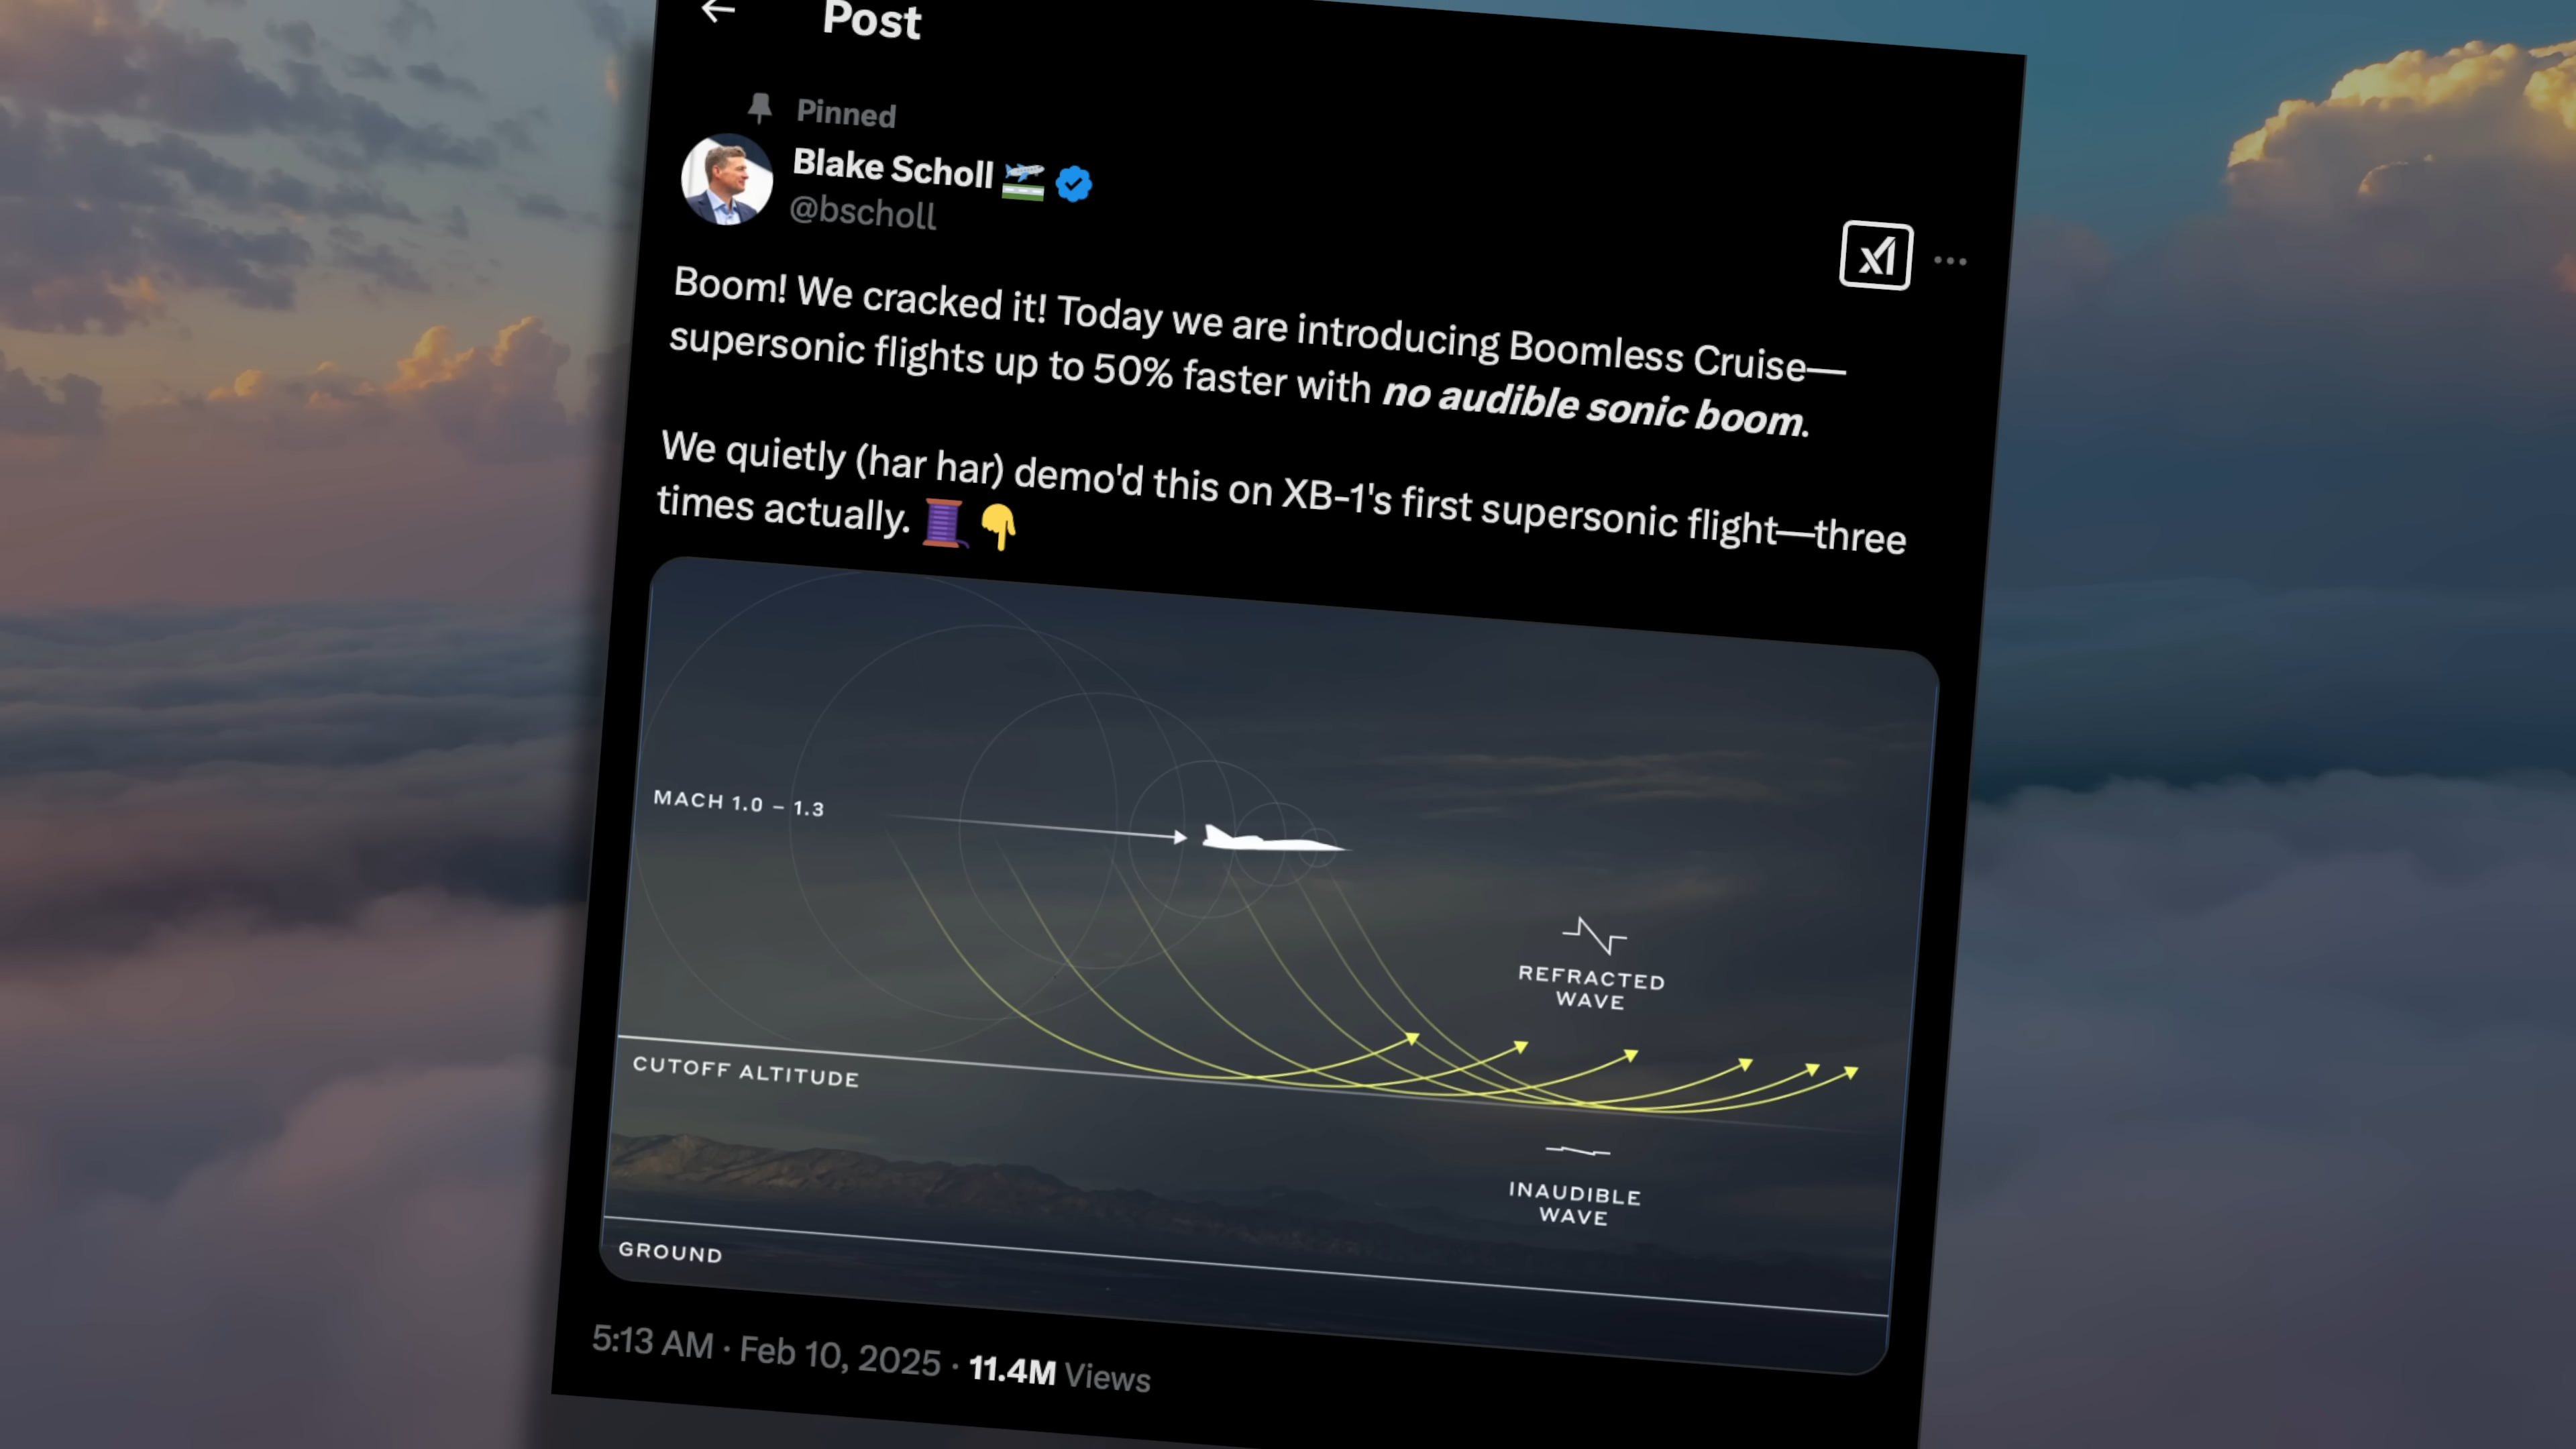 Post
Pinned
Blake Scholl 🛫
@bscholl
Boom! We cracked it! Today we are introducing Boomless Cruise—
supersonic flights up to 50% faster with no audible sonic boom.
We quietly (har har) demo'd this on XB-1's first supersonic flight—three
times actually. 🧵👇
MACH 1.0 – 1.3
REFRACTED
WAVE
CUTOFF ALTITUDE
INAUDIBLE
WAVE
GROUND
5:13 AM · Feb 10, 2025 · 11.4M Views